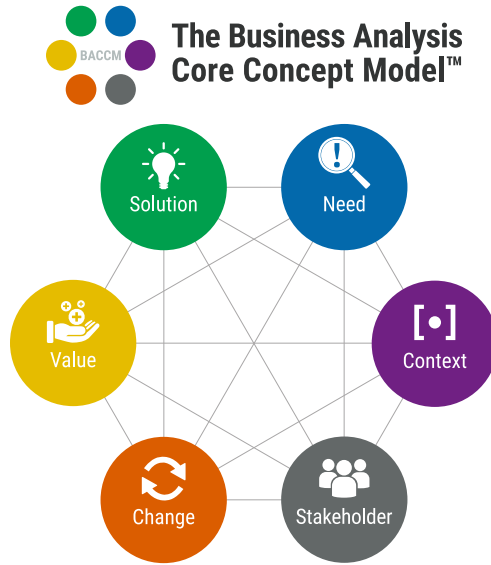 BACCM
The Business Analysis
Core Concept Model™
Solution
Need
Value
Context
Change
Stakeholder